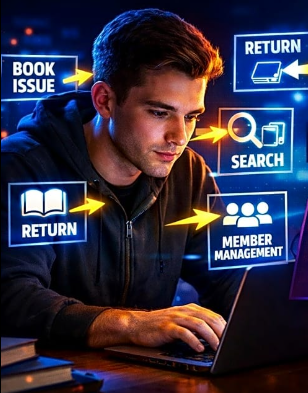 BOOK
ISSUE
RETURN
SEARCH
RETURN
MEMBER
MANAGEMENT